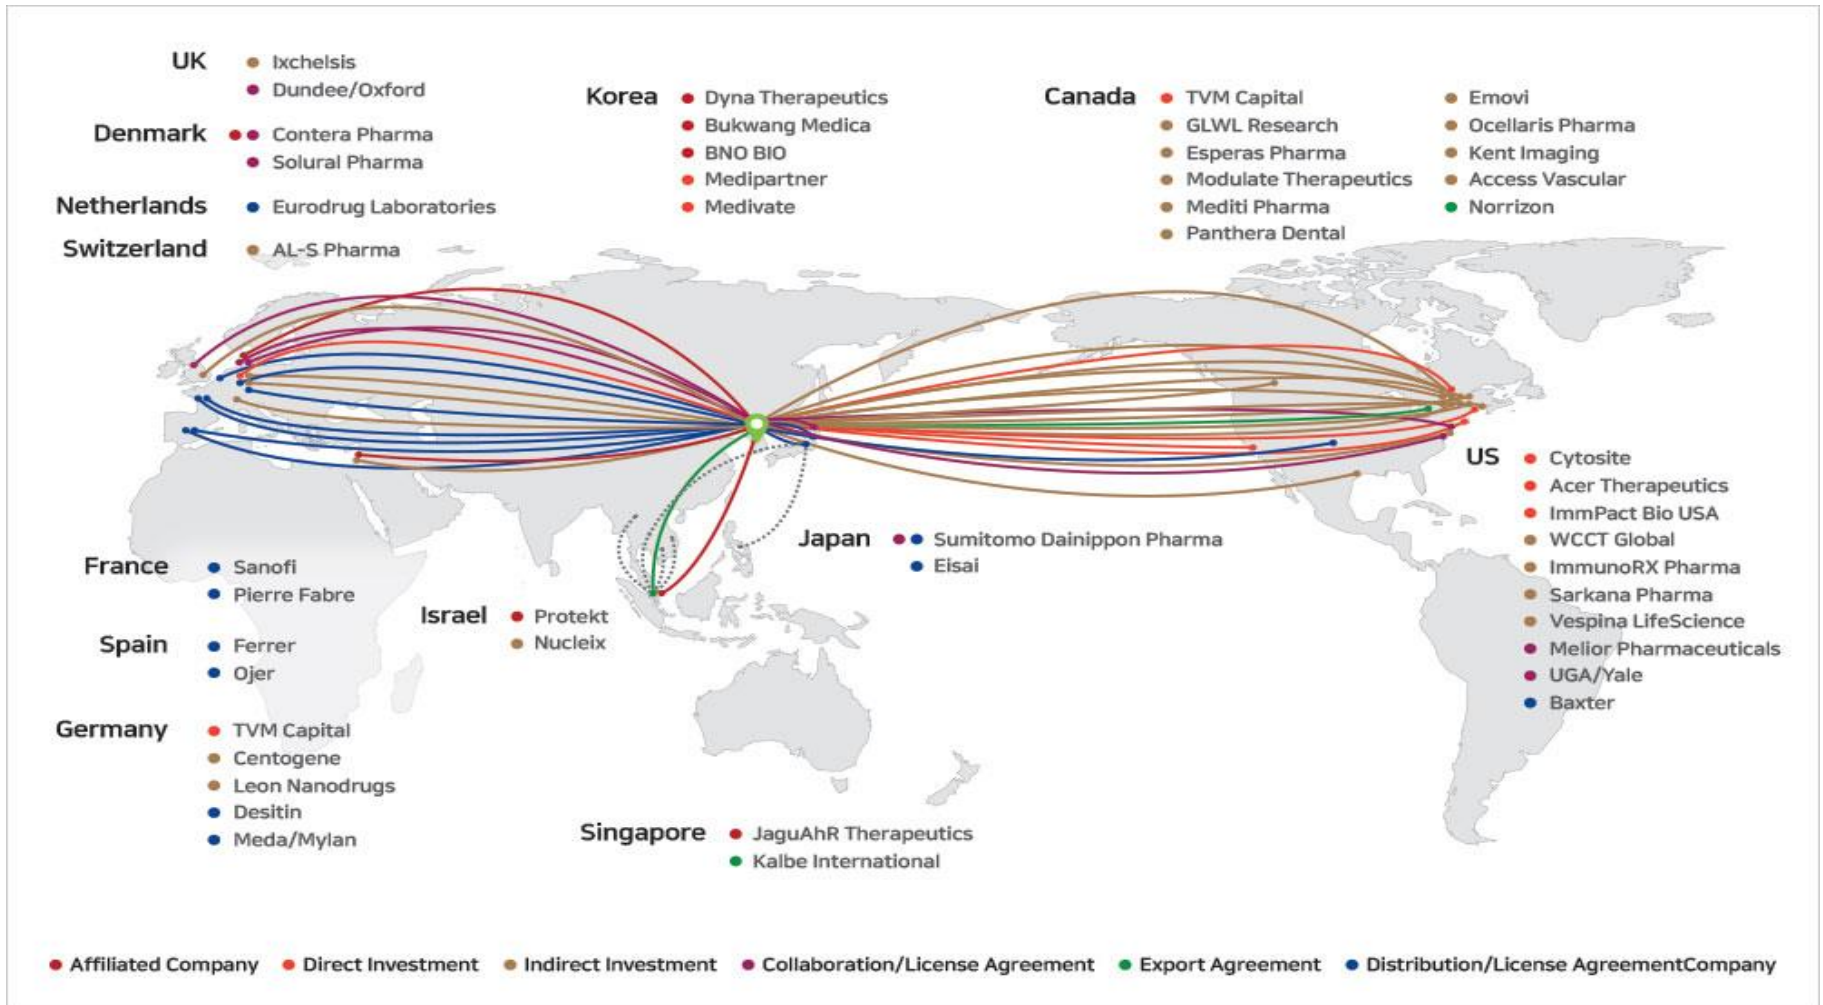 UK
Ixchelsis
Dundee/Oxford
Denmark
Contera Pharma
Solural Pharma
Netherlands
Eurodrug Laboratories
Switzerland
AL-S Pharma
Korea
Dyna Therapeutics
Bukwang Medica
BNO BIO
Medipartner
Medivate
Canada
TVM Capital
GLWL Research
Esperas Pharma
Modulate Therapeutics
Mediti Pharma
Panthera Dental
Emovi
Ocellaris Pharma
Kent Imaging
Access Vascular
Norrizon
US
Cytosite
Acer Therapeutics
ImmPact Bio USA
WCCT Global
ImmunoRX Pharma
Sarkana Pharma
Vespina LifeScience
Melior Pharmaceuticals
UGA/Yale
Baxter
Japan
Sumitomo Dainippon Pharma
Eisai
France
Sanofi
Pierre Fabre
Israel
Protekt
Nucleix
Spain
Ferrer
Ojer
Germany
TVM Capital
Centogene
Leon Nanodrugs
Desitin
Meda/Mylan
Singapore
JaguAhR Therapeutics
Kalbe International
Affiliated Company
Direct Investment
Indirect Investment
Collaboration/License Agreement
Export Agreement
Distribution/License AgreementCompany